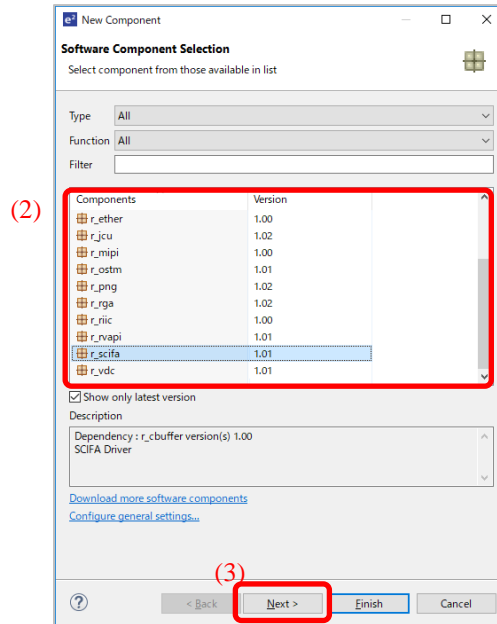 e² New Component
Software Component Selection
Select component from those available in list
Type All
Function All
Filter
(2)
Components Version
r_ether 1.00
r_jcu 1.02
r_mipi 1.00
r_ostm 1.01
r_png 1.02
r_rga 1.02
r_riic 1.00
r_rvapi 1.01
r_scifa 1.01
r_vdc 1.01
Show only latest version
Description
Dependency : r_cbuffer version(s) 1.00
SCIFA Driver
Download more software components
Configure general settings...
(3)
? < Back Next > Finish Cancel